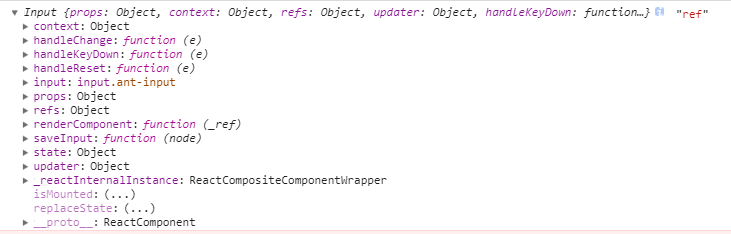 ▼ Input {props: Object, context: Object, refs: Object, updater: Object, handleKeyDown: function…} i "ref"
▶ context: Object
▶ handleChange: function (e)
▶ handleKeyDown: function (e)
▶ handleReset: function (e)
▶ input: input.ant-input
▶ props: Object
▶ refs: Object
▶ renderComponent: function (_ref)
▶ saveInput: function (node)
▶ state: Object
▶ updater: Object
▶ _reactInternalInstance: ReactCompositeComponentWrapper
isMounted: (...)
replaceState: (...)
▶ __proto__: ReactComponent